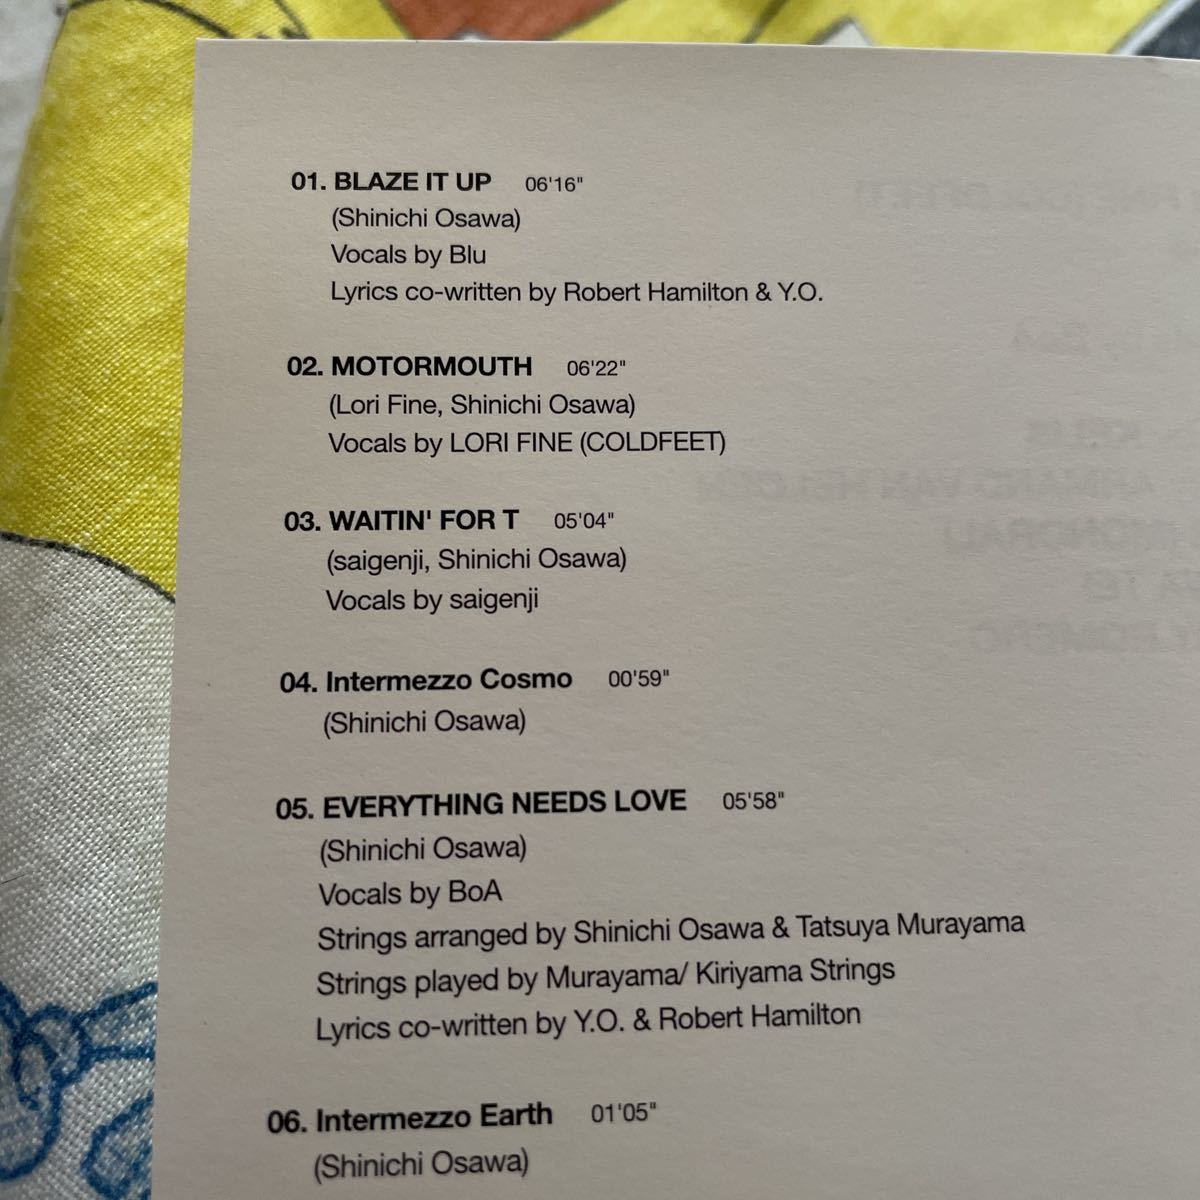 01. BLAZE IT UP 06'16"
(Shinichi Osawa)
Vocals by Blu
Lyrics co-written by Robert Hamilton & Y.O.
02. MOTORMOUTH 06'22"
(Lori Fine, Shinichi Osawa)
Vocals by LORI FINE (COLDFEET)
03. WAITIN' FOR T 05'04"
(saigenji, Shinichi Osawa)
Vocals by saigenji
04. Intermezzo Cosmo 00'59"
(Shinichi Osawa)
05. EVERYTHING NEEDS LOVE 05'58"
(Shinichi Osawa)
Vocals by BoA
Strings arranged by Shinichi Osawa & Tatsuya Murayama
Strings played by Murayama/ Kiriyama Strings
Lyrics co-written by Y.O. & Robert Hamilton
06. Intermezzo Earth 01'05"
(Shinichi Osawa)